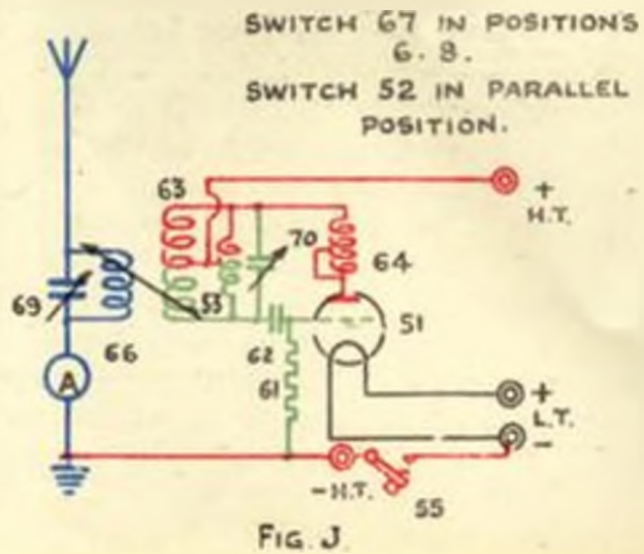 SWITCH 67 IN POSITIONS
6. 8.
SWITCH 52 IN PARALLEL
POSITION.
63
+
H.T.
70
64
69
53
51
66
62
A
61
+
L.T.
-
-H.T.
55
FIG. J